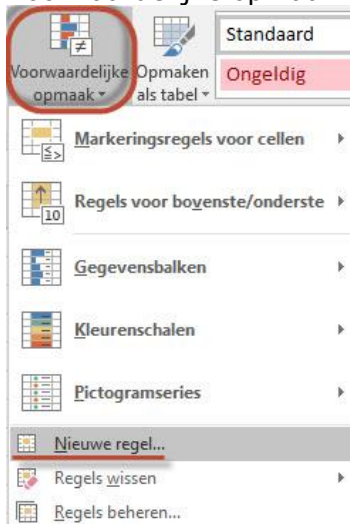 Standaard
Voorwaardelijke Opmaken Ongeldig
opmaak als tabel
Markeringsregels voor cellen
10 Regels voor bovenste/onderste
Gegevensbalken
Kleurenschalen
Pictogramseries
Nieuwe regel...
Regels wissen
Regels beheren...